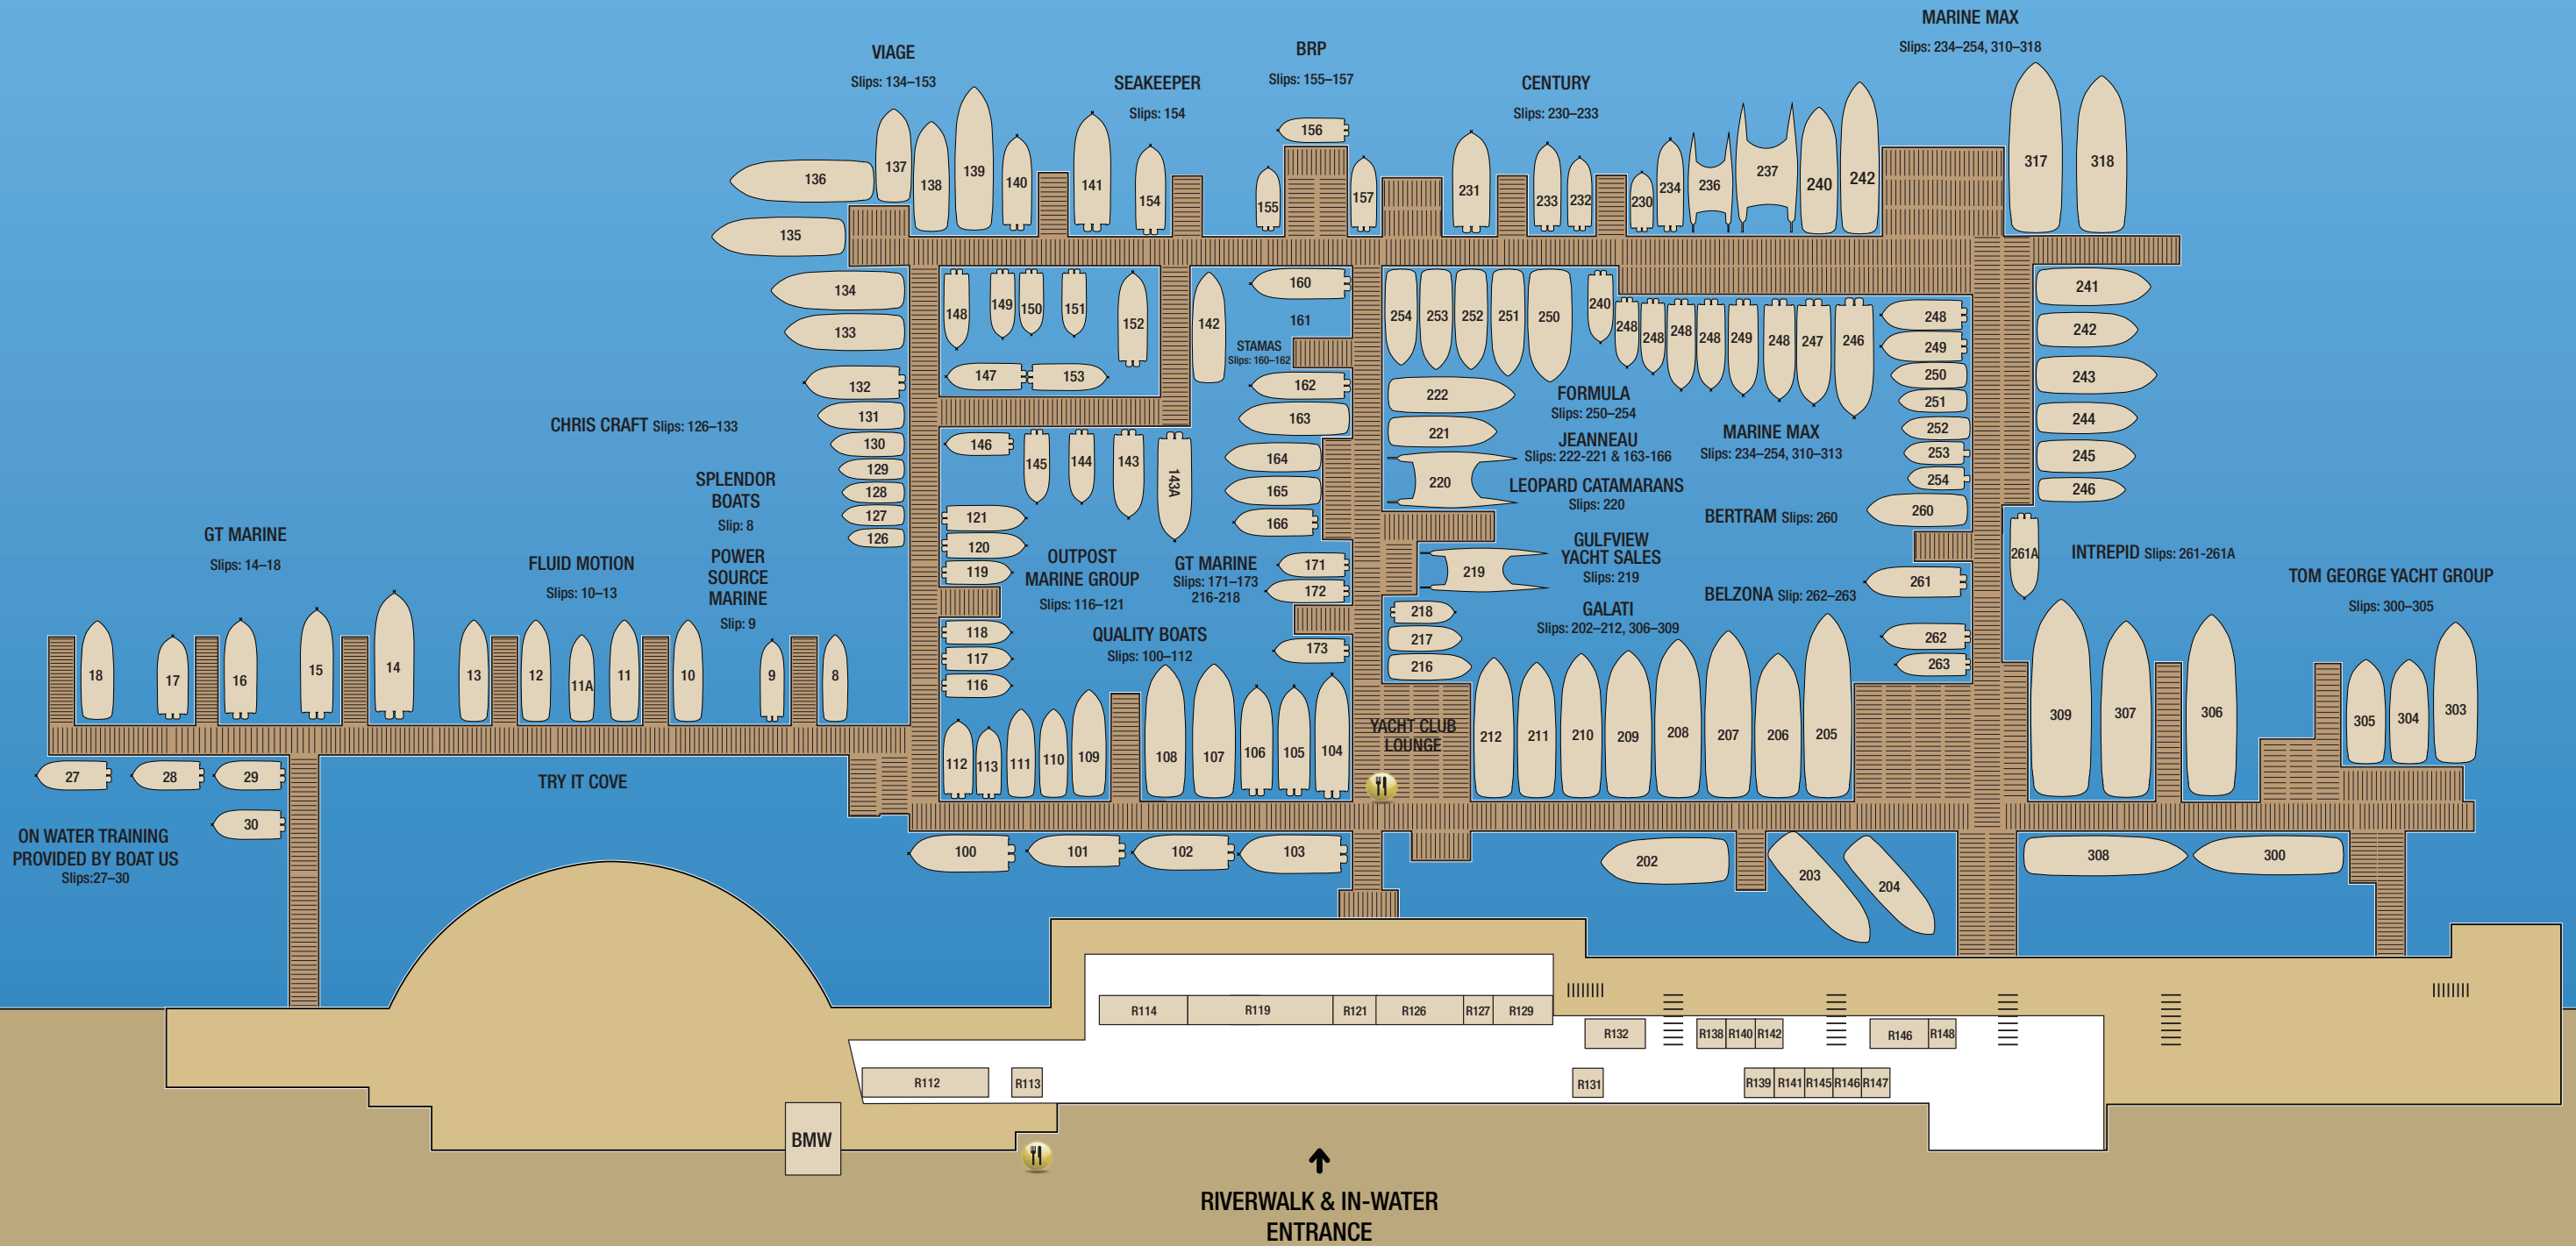 MARINE MAX
Slips: 234–254, 310–318
VIAGE
Slips: 134–153
SEAKEEPER
Slips: 154
BRP
Slips: 155–157
CENTURY
Slips: 230–233
136
137
138
139
140
141
154
155
156
157
231
233
232
230
234
236
237
240
242
317
318
135
134
133
148
149
150
151
152
142
160
161
STAMAS
Slips: 160–162
254
253
252
251
250
240
248
248
248
248
249
248
247
246
248
249
250
251
252
253
254
260
241
242
243
244
245
246
132
131
130
129
128
127
126
147
153
162
163
164
165
166
222
221
220
CHRIS CRAFT Slips: 126–133
FORMULA
Slips: 250–254
JEANNEAU
Slips: 222-221 & 163-166
MARINE MAX
Slips: 234–254, 310–313
LEOPARD CATAMARANS
Slips: 220
BERTRAM Slips: 260
SPLENDOR
BOATS
Slip: 8
146
145
144
143
143A
121
120
119
OUTPOST
MARINE GROUP
Slips: 116–121
GT MARINE
Slips: 171–173
216-218
171
172
173
219
GULFVIEW
YACHT SALES
Slips: 219
261A
INTREPID Slips: 261-261A
261
BELZONA Slip: 262–263
262
263
TOM GEORGE YACHT GROUP
Slips: 300–305
GT MARINE
Slips: 14–18
FLUID MOTION
Slips: 10–13
POWER
SOURCE
MARINE
Slip: 9
118
117
116
QUALITY BOATS
Slips: 100–112
218
217
216
GALATI
Slips: 202–212, 306–309
18
17
16
15
14
13
12
11A
11
10
9
8
112
113
111
110
109
108
107
106
105
104
YACHT CLUB
LOUNGE
212
211
210
209
208
207
206
205
309
307
306
305
304
303
27
28
29
30
TRY IT COVE
ON WATER TRAINING
PROVIDED BY BOAT US
Slips:27–30
100
101
102
103
202
203
204
308
300
R114
R119
R121
R126
R127
R129
R132
R138
R140
R142
R146
R148
R112
R113
R131
R139
R141
R145
R146
R147
BMW
RIVERWALK & IN-WATER
ENTRANCE